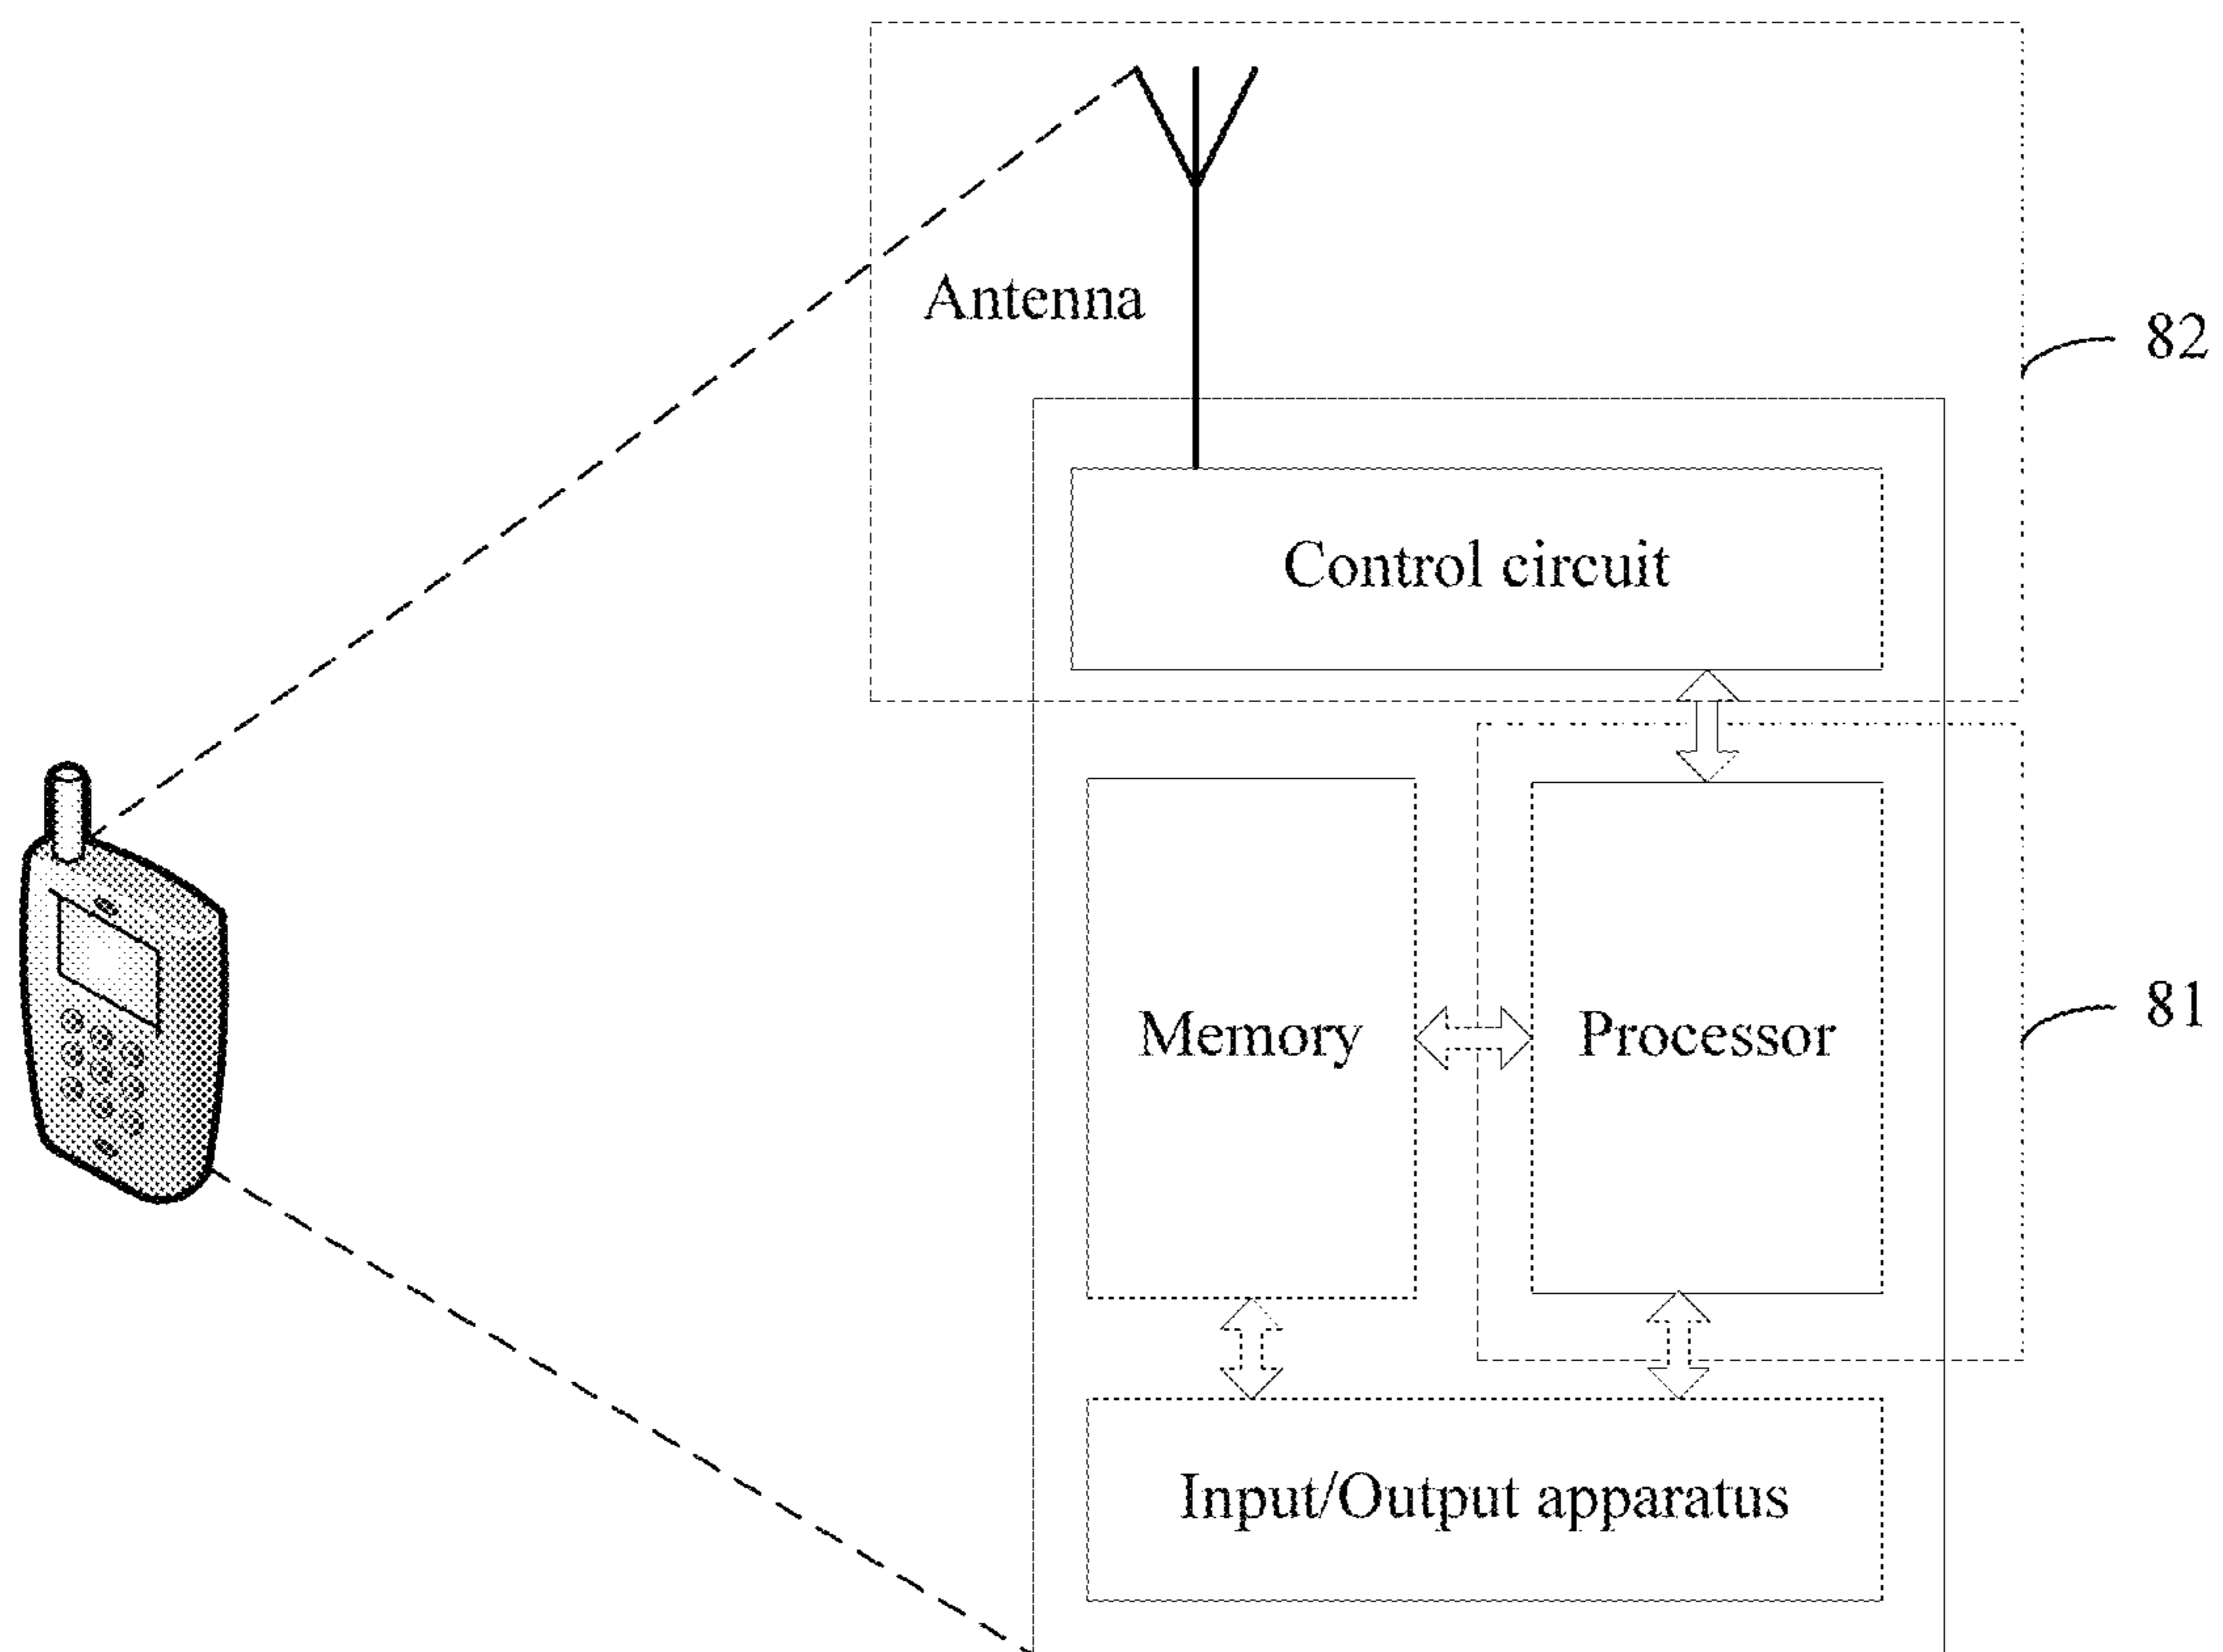 Antenna
82
Control circuit
Memory
Processor
81
Input/Output apparatus